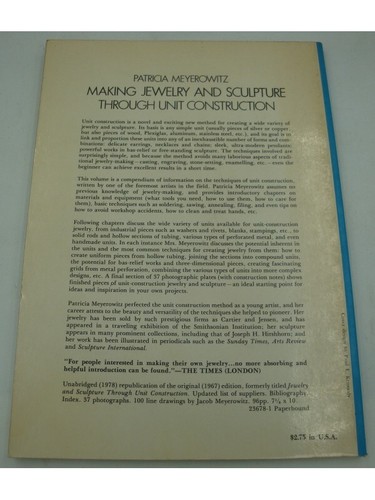 PATRICIA MEYEROWITZ
MAKING JEWELRY AND SCULPTURE
THROUGH UNIT CONSTRUCTION
Unit construction is a novel and exciting new method for creating a wide variety of
jewelry and sculpture. Its basis is any simple unit (usually pieces of silver or copper,
but also pieces of wood, Plexiglas, aluminum, stainless steel, etc.), and its goal is to
link and proportion these units into any of an inexhaustible number of forms and com-
binations: delicate earrings, necklaces and chains; sleek, ultra-modern products;
powerful works in bas-relief or free-standing sculpture. The techniques involved are
surprisingly simple, and because the method avoids many laborious aspects of tradi-
tional jewelry-making—casting, engraving, stone-setting, enamelling, etc.—even the
beginner can achieve excellent results in a short time.
This volume is a compendium of information on the techniques of unit construction,
written by one of the foremost artists in the field. Patricia Meyerowitz assumes no
previous knowledge of jewelry-making, and provides introductory chapters on
materials and equipment (what tools you need, how to use them, how to care for
them), basic techniques such as soldering, sawing, annealing, filing, and even tips on
how to avoid workshop accidents, how to clean and treat hands, etc.
Following chapters discuss the wide variety of units available for unit-construction
jewelry, from industrial pieces such as washers and rivets, blanks, stampings, etc., to
solid rods and hollow sections of tubing, various types of perforated metal, and even
handmade units. In each instance Mrs. Meyerowitz discusses the potential inherent in
the units and the most common techniques for creating jewelry from them: how to
create uniform pieces from hollow tubing, joining the sections into compound units,
the potential for bas-relief works and three-dimensional pieces, creating fascinating
grids from metal perforation, combining the various types of units into more complex
designs, etc. A final section of 37 photographic plates (with construction notes) shows
finished pieces of unit-construction jewelry and sculpture—an ideal starting point for
ideas and inspiration in your own projects.
Patricia Meyerowitz perfected the unit construction method as a young artist, and her
career attests to the beauty and versatility of the techniques she helped to pioneer. Her
jewelry has been sold by such prestigious firms as Cartier and Jensen, and has
appeared in a traveling exhibition of the Smithsonian Institution; her sculpture
appears in many prominent collections, including that of Joseph H. Hirshhorn; and
her work has been illustrated in periodicals such as the Sunday Times, Arts Review
and Sculpture International.
"For people interested in making their own jewelry...no more absorbing and
helpful introduction can be found."—THE TIMES (LONDON)
Unabridged (1978) republication of the original (1967) edition, formerly titled Jewelry
and Sculpture Through Unit Construction. Updated list of suppliers. Bibliography.
Index. 37 photographs. 100 line drawings by Jacob Meyerowitz. 96pp. 7⅜ x 10.
23678-1 Paperbound
$2.75 in U.S.A.